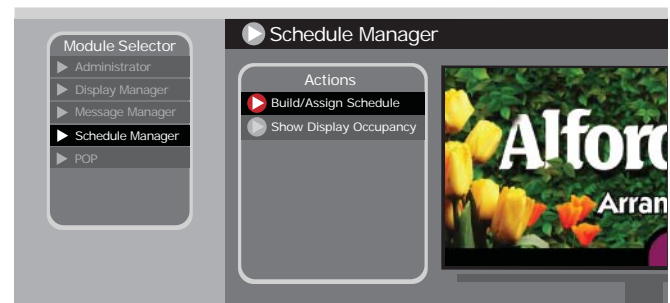 Module Selector
Administrator
Display Manager
Message Manager
Schedule Manager
POP
Schedule Manager
Actions
Build/Assign Schedule
Show Display Occupancy
Alford
Arran